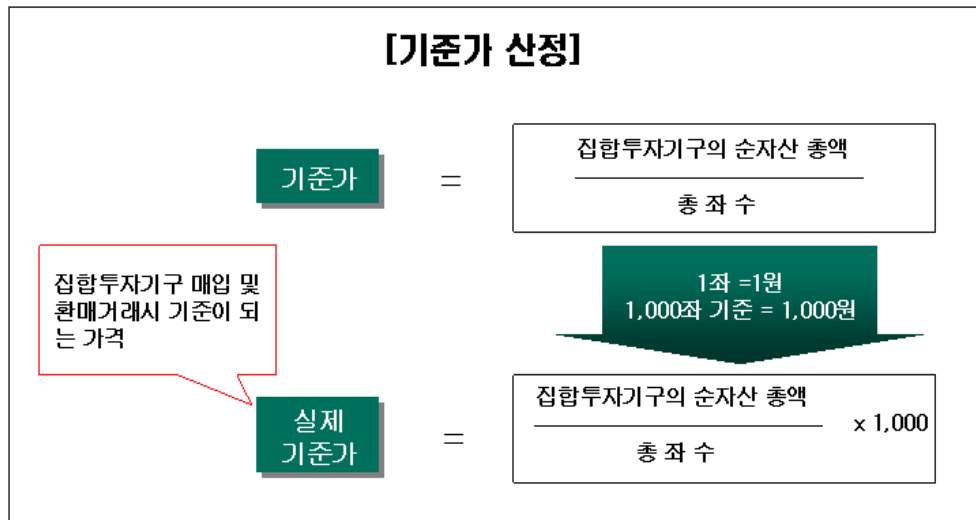 [기준가 산정]
기준가
=
집합투자기구의 순자산 총액
총 좌 수
집합투자기구 매입 및
환매거래시 기준이 되
는 가격
1좌 =1원
1,000좌 기준 = 1,000원
실제
기준가
=
집합투자기구의 순자산 총액
총 좌 수
x 1,000